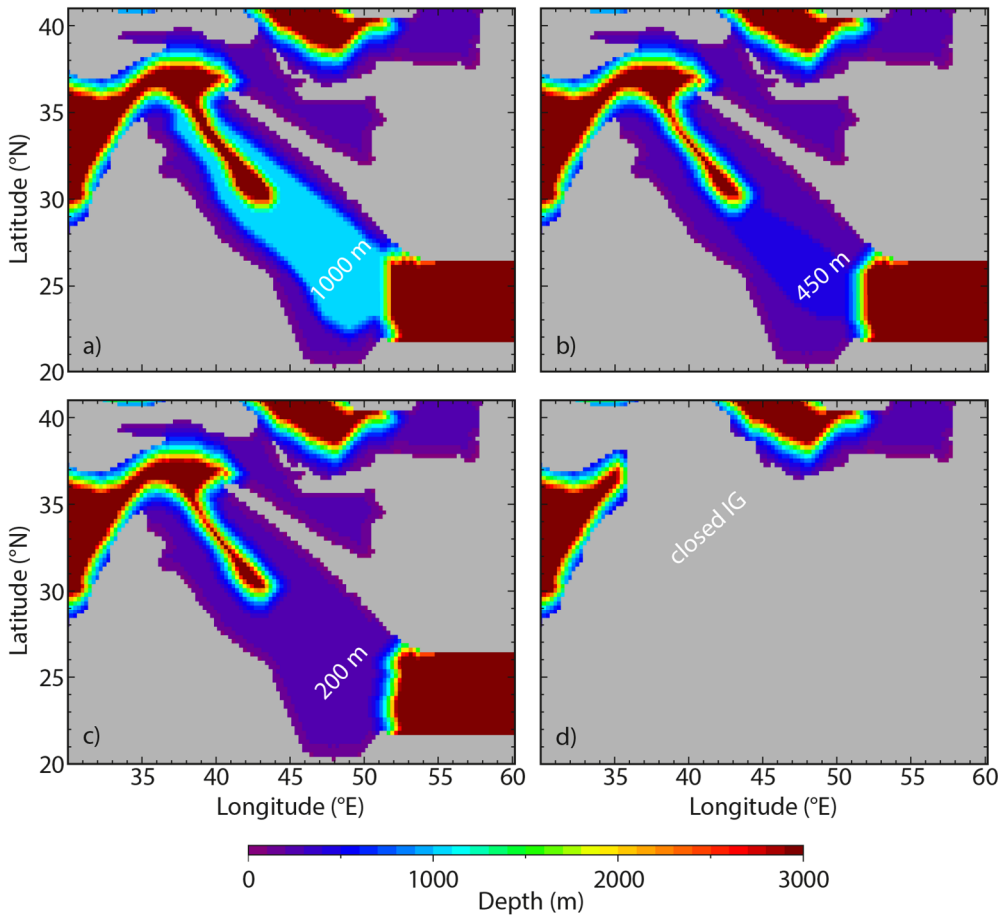 40
35
30
25
20
Latitude (°N)
1000 m
a)
450 m
b)
40
35
30
25
20
Latitude (°N)
200 m
c)
closed IG
d)
35 40 45 50 55 60
35 40 45 50 55 60
Longitude (°E)
Longitude (°E)
0 1000 2000 3000
Depth (m)